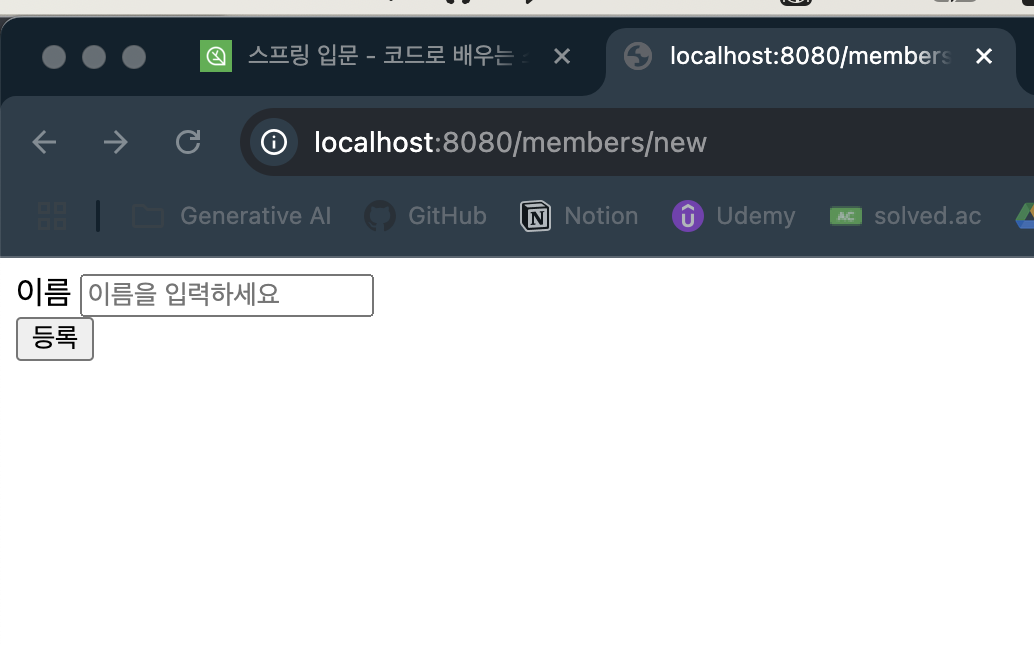 스프링 입문 - 코드로 배우는
localhost:8080/members
localhost:8080/members/new
Generative AI GitHub Notion Udemy AC solved.ac
이름 이름을 입력하세요
등록